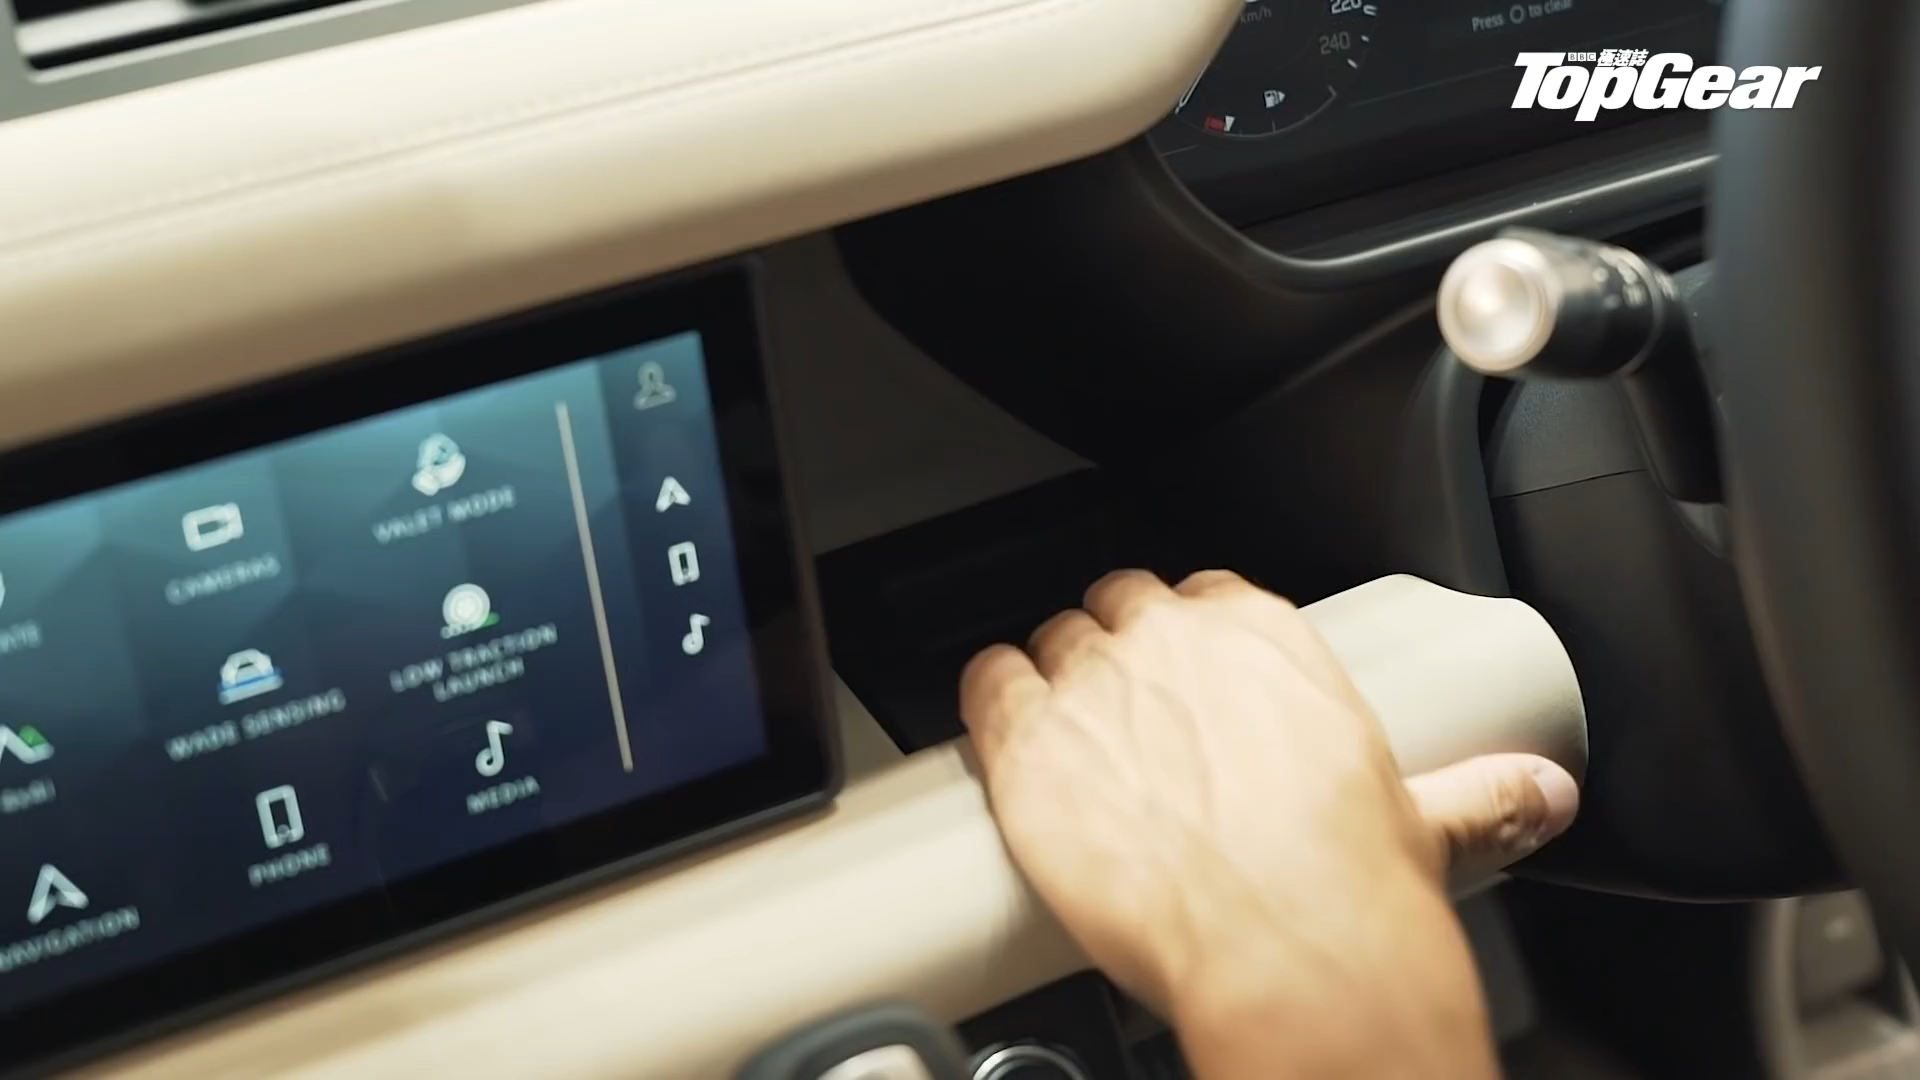 km/h
220
240
Press O to clear
BBC 極速誌
TopGear
VALET MODE
CAMERAS
LOW TRACTION
LAUNCH
WADE SENSING
MEDIA
PHONE
NAVIGATION